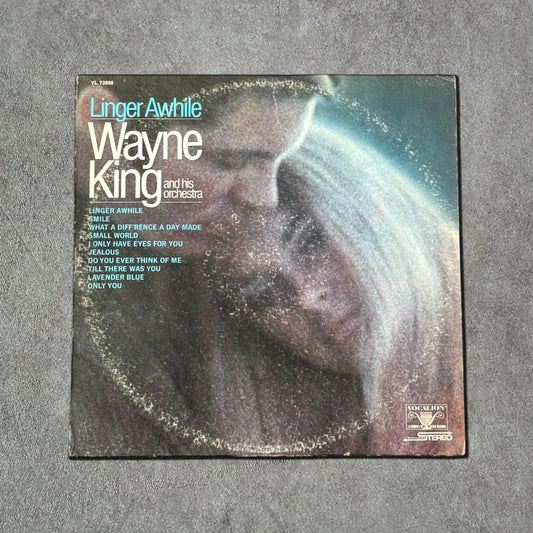 VL 73898
Linger Awhile
Wayne
King
and his
orchestra
LINGER AWHILE
SMILE
WHAT A DIFF'RENCE A DAY MADE
SMALL WORLD
I ONLY HAVE EYES FOR YOU
JEALOUS
DO YOU EVER THINK OF ME
TILL THERE WAS YOU
LAVENDER BLUE
ONLY YOU
VOCALION
STEREO